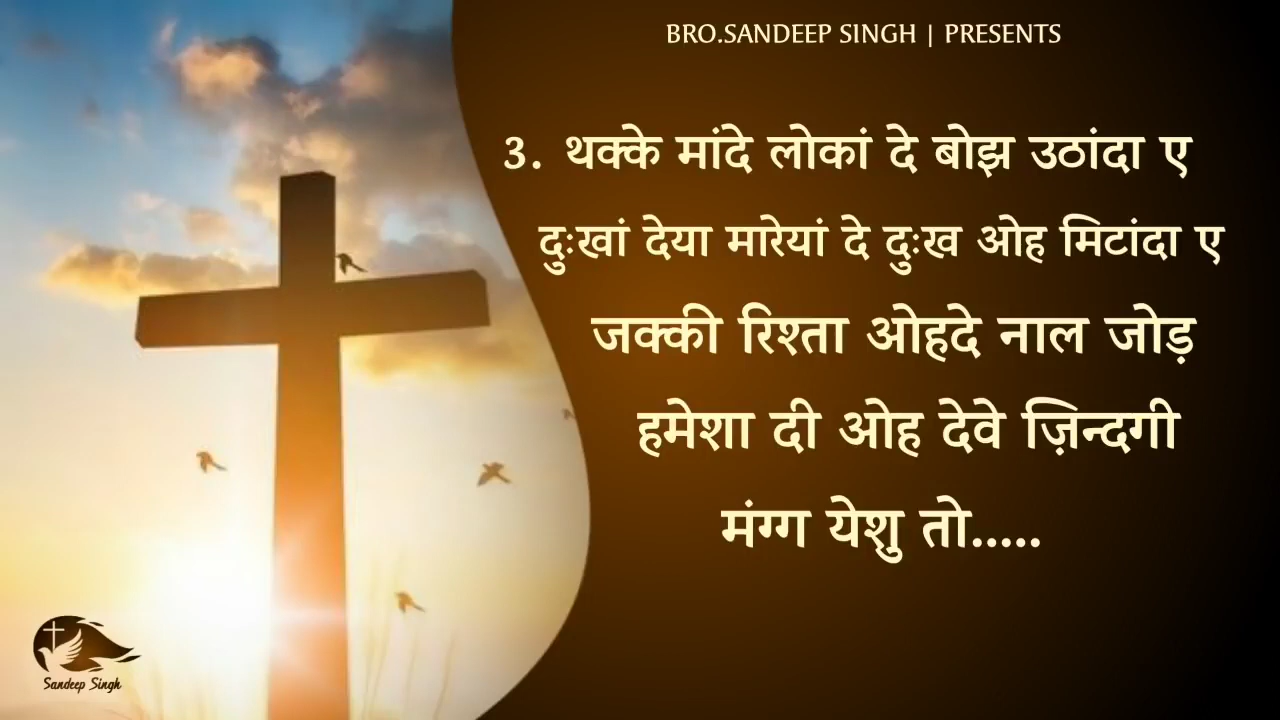 BRO.SANDEEP SINGH | PRESENTS
3. थक्के मांदे लोकां दे बोझ उठांदा ए
दुःखां देया मारेयां दे दुःख ओह मिटांदा ए
जक्की रिश्ता ओहदे नाल जोड़
हमेशा दी ओह देवे ज़िन्दगी
मंग्ग येशु तो.....
Sandeep Singh